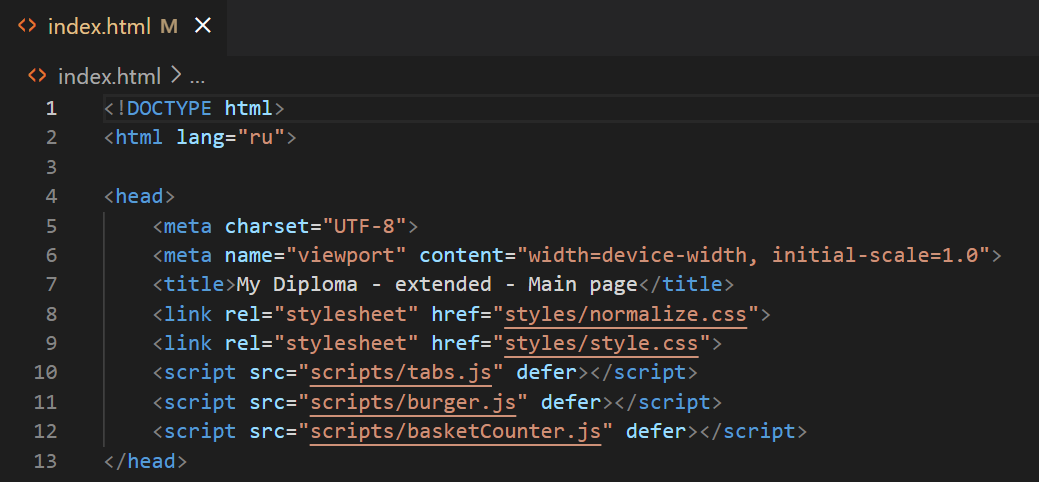 index.html M
index.html > ...
1 <!DOCTYPE html>
2 <html lang="ru">
3
4 <head>
5 <meta charset="UTF-8">
6 <meta name="viewport" content="width=device-width, initial-scale=1.0">
7 <title>My Diploma - extended - Main page</title>
8 <link rel="stylesheet" href="styles/normalize.css">
9 <link rel="stylesheet" href="styles/style.css">
10 <script src="scripts/tabs.js" defer></script>
11 <script src="scripts/burger.js" defer></script>
12 <script src="scripts/basketCounter.js" defer></script>
13 </head>